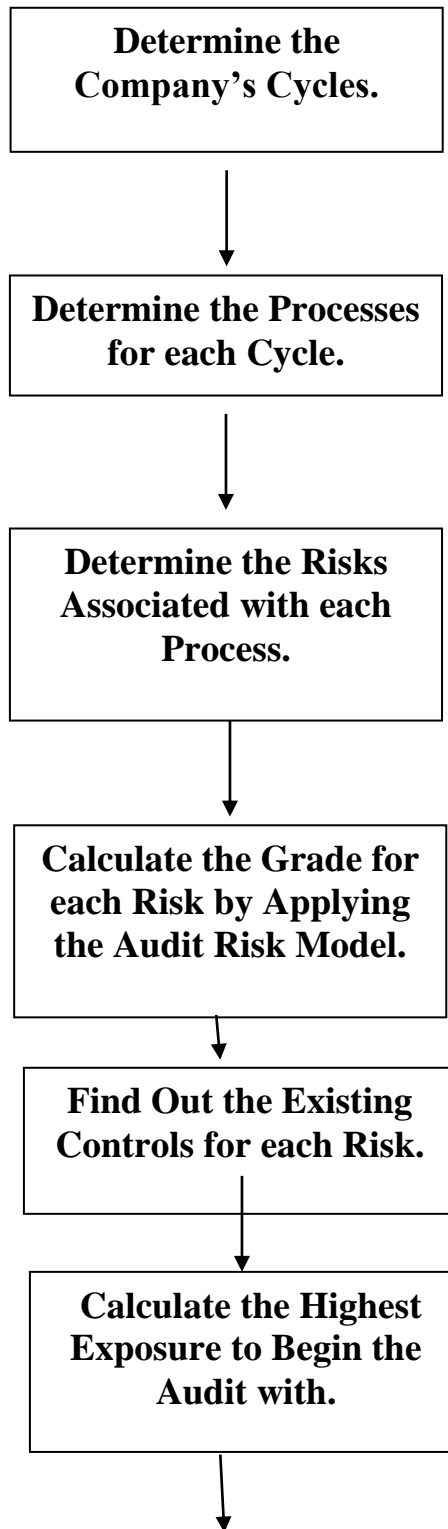 Determine the
Company's Cycles.
Determine the Processes
for each Cycle.
Determine the Risks
Associated with each
Process.
Calculate the Grade for
each Risk by Applying
the Audit Risk Model.
Find Out the Existing
Controls for each Risk.
Calculate the Highest
Exposure to Begin the
Audit with.